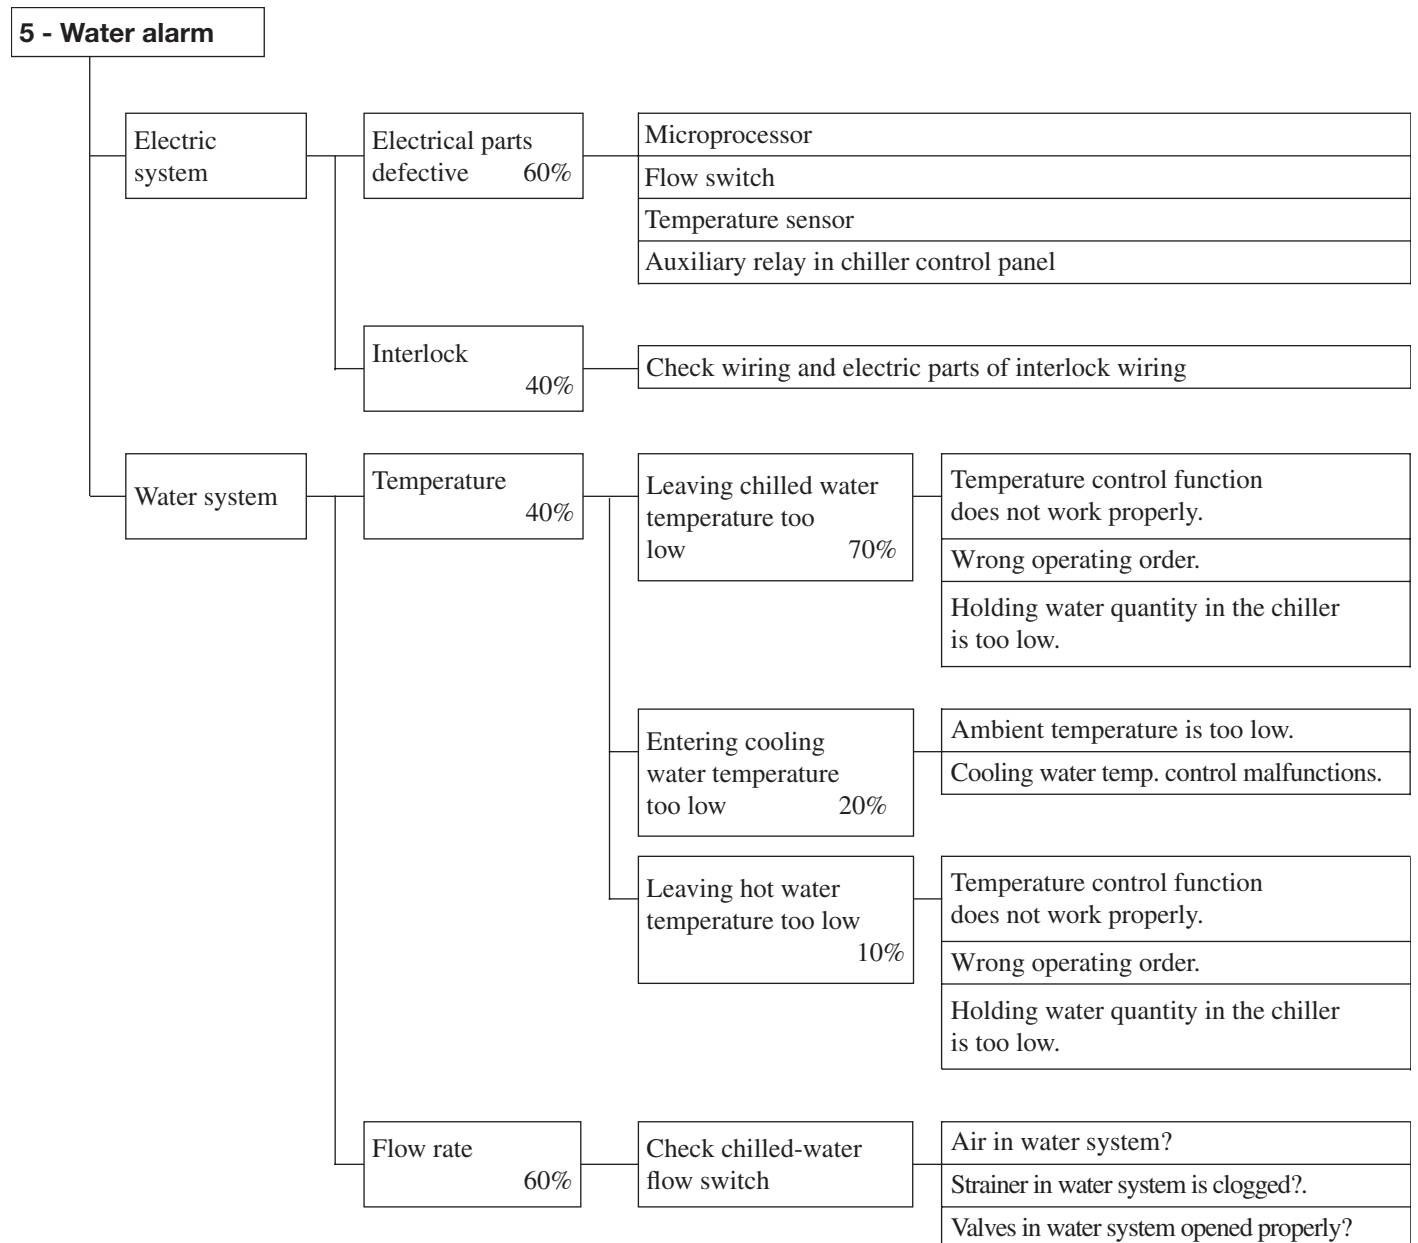 5 - Water alarm
Electric
system
Electrical parts
defective 60%
Microprocessor
Flow switch
Temperature sensor
Auxiliary relay in chiller control panel
Interlock
40%
Check wiring and electric parts of interlock wiring
Water system
Temperature
40%
Leaving chilled water
temperature too
low 70%
Temperature control function
does not work properly.
Wrong operating order.
Holding water quantity in the chiller
is too low.
Entering cooling
water temperature
too low 20%
Ambient temperature is too low.
Cooling water temp. control malfunctions.
Leaving hot water
temperature too low
10%
Temperature control function
does not work properly.
Wrong operating order.
Holding water quantity in the chiller
is too low.
Flow rate
60%
Check chilled-water
flow switch
Air in water system?
Strainer in water system is clogged?.
Valves in water system opened properly?